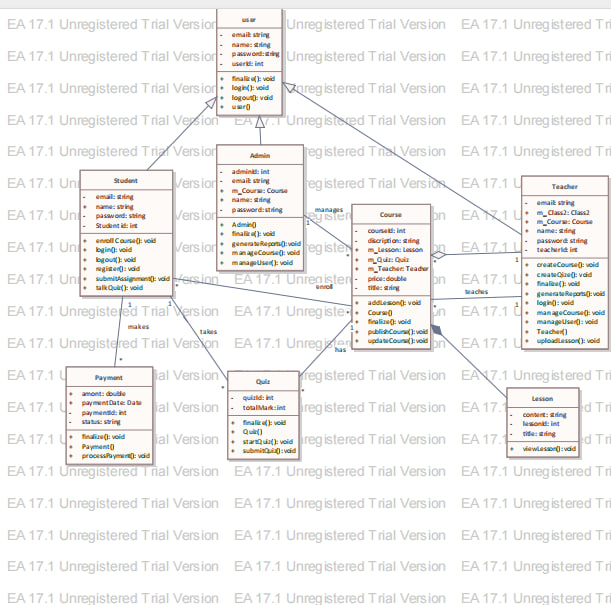 EA 17.1 Unregistered Trial Version
user
- email: string
- name: string
- password: string
- userId: int
+ finalize(): void
+ login(): void
+ logout(): void
+ user()
Student
- email: string
+ name: string
- password: string
- Student id: int
+ enroll Course(): void
+ login(): void
+ logout(): void
+ register(): void
+ submitAssignment(): void
+ talkQuiz(): void
Admin
- adminId: int
- email: string
+ m_Course: Course
+ name: string
- password: string
+ Admin()
+ finalize(): void
+ generateReports(): void
+ manageCourse(): void
+ manageUser(): void
manages
1
*
Course
- courseId: int
- discription: string
+ m_Lesson: Lesson
+ m_Quiz: Quiz
+ m_Teacher: Teacher
- price: double
- title: string
+ addLesson(): void
+ Course()
+ finalize(): void
+ publishCourse(): void
+ updateCourse(): void
Teacher
- email: string
+ m_Class2: Class2
+ m_Course: Course
- name: string
- password: string
- teacherId: int
+ createCourse(): void
+ createQize(): void
+ finalize(): void
+ generateReports(): void
+ login(): void
+ manageCourse(): void
+ manageUser(): void
+ Teacher()
+ uploadLesson(): void
enroll
teaches
makes
takes
has
Payment
+ amont: double
+ paymentDate: Date
- paymentId: int
- status: string
+ finalize(): void
+ Payment()
+ processPayment(): void
Quiz
- quizId: int
- totalMark: int
+ finalize(): void
+ Quiz()
+ startQuiz(): void
+ submitQuiz(): void
Lesson
- content: string
- lessonId: int
- title: string
+ viewLesson(): void